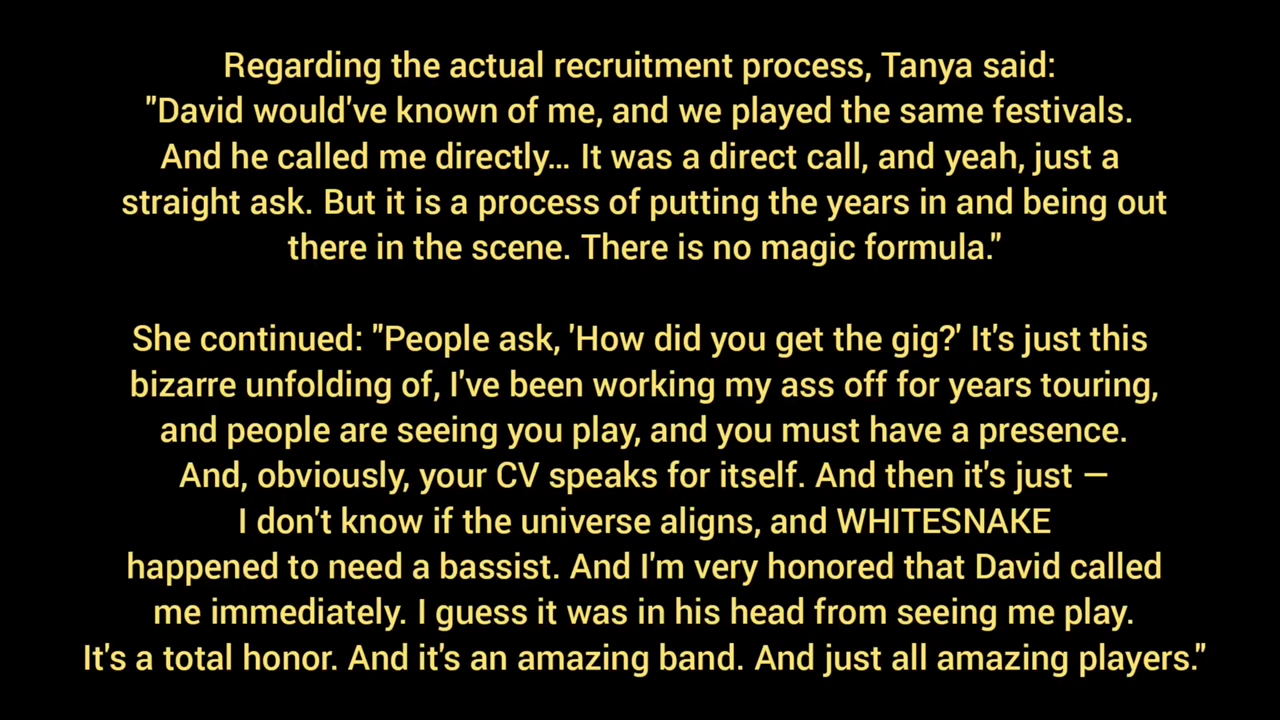 Regarding the actual recruitment process, Tanya said:
"David would've known of me, and we played the same festivals.
And he called me directly... It was a direct call, and yeah, just a
straight ask. But it is a process of putting the years in and being out
there in the scene. There is no magic formula."
She continued: "People ask, 'How did you get the gig?' It's just this
bizarre unfolding of, I've been working my ass off for years touring,
and people are seeing you play, and you must have a presence.
And, obviously, your CV speaks for itself. And then it's just —
I don't know if the universe aligns, and WHITESNAKE
happened to need a bassist. And I'm very honored that David called
me immediately. I guess it was in his head from seeing me play.
It's a total honor. And it's an amazing band. And just all amazing players."